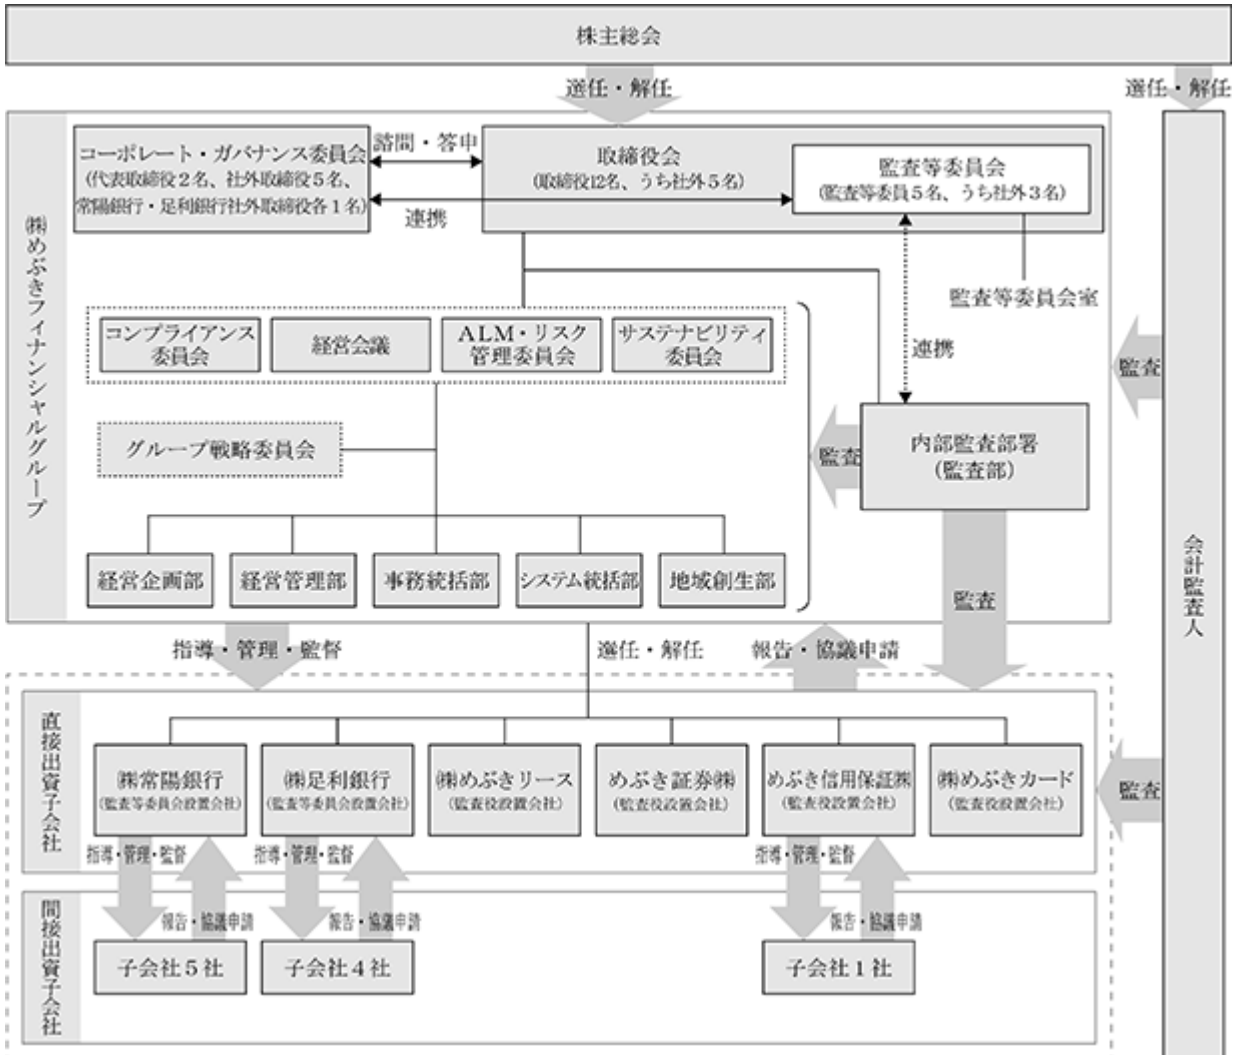 株主総会
選任・解任
選任・解任
㈱めぶきフィナンシャルグループ
コーポレート・ガバナンス委員会
(代表取締役2名、社外取締役5名、
常陽銀行・足利銀行社外取締役各1名)
諮問・答申
連携
取締役会
(取締役12名、うち社外5名)
監査等委員会
(監査等委員5名、うち社外3名)
監査等委員会室
連携
コンプライアンス
委員会
経営会議
ALM・リスク
管理委員会
サステナビリティ
委員会
監査
グループ戦略委員会
監査
内部監査部署
(監査部)
経営企画部
経営管理部
事務統括部
システム統括部
地域創生部
監査
会計監査人
指導・管理・監督
選任・解任
報告・協議申請
直接出資子会社
㈱常陽銀行
(監査等委員会設置会社)
㈱足利銀行
(監査等委員会設置会社)
㈱めぶきリース
(監査役設置会社)
めぶき証券㈱
(監査役設置会社)
めぶき信用保証㈱
(監査役設置会社)
㈱めぶきカード
(監査役設置会社)
監査
指導・管理・監督
指導・管理・監督
指導・管理・監督
間接出資子会社
報告・協議申請
報告・協議申請
報告・協議申請
子会社5社
子会社4社
子会社1社